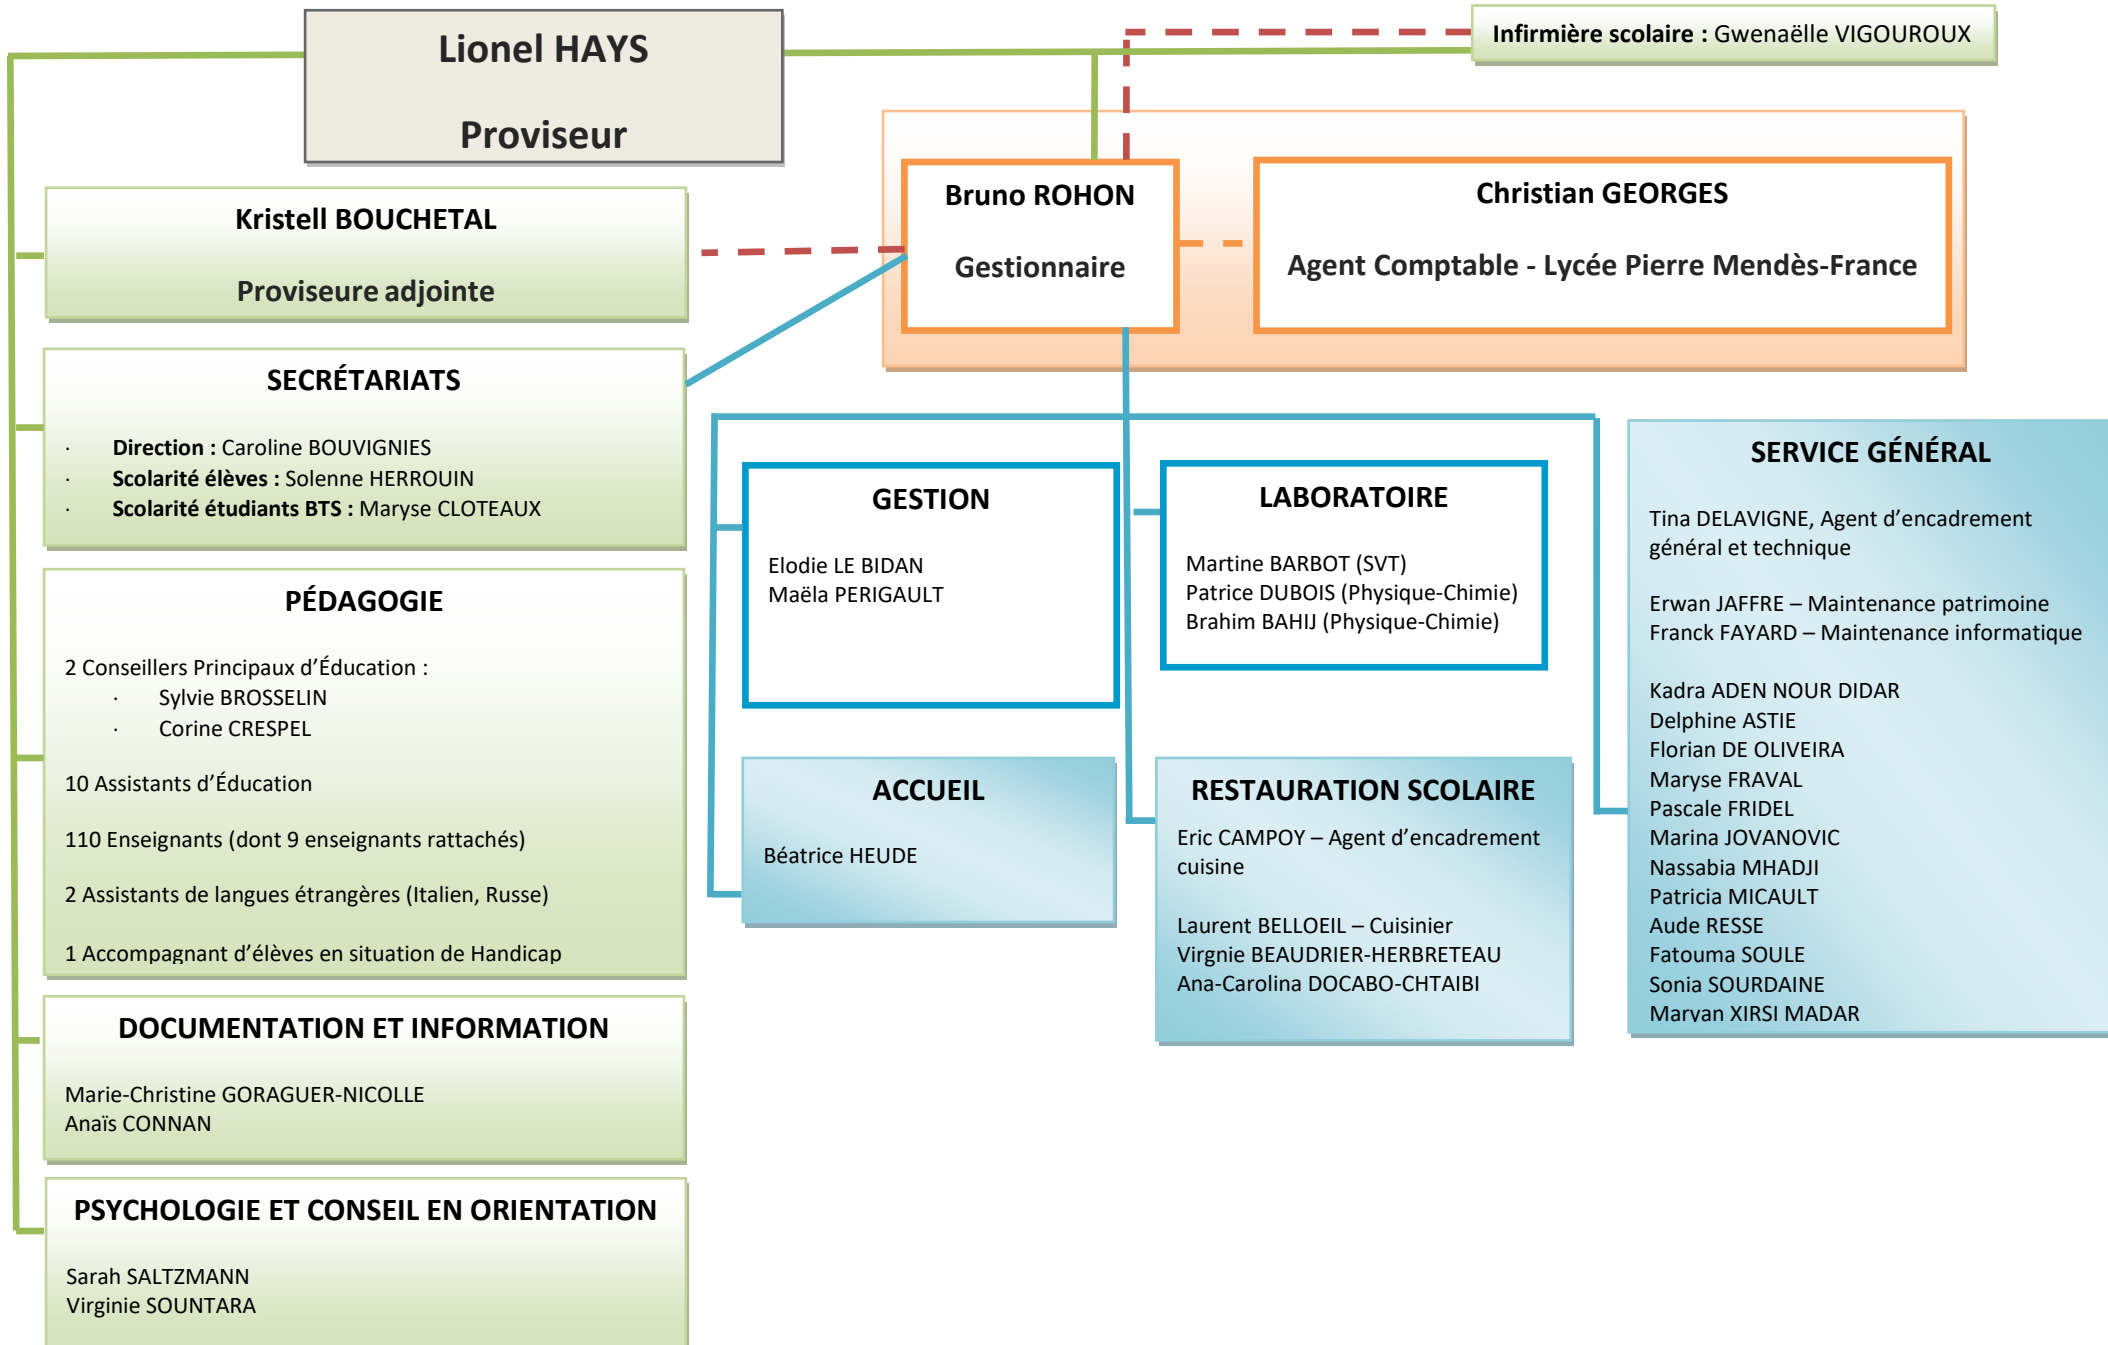 Lionel HAYS
Proviseur
Infirmière scolaire : Gwenaëlle VIGOUROUX
Kristell BOUCHETAL
Proviseure adjointe
Bruno ROHON
Gestionnaire
Christian GEORGES
Agent Comptable - Lycée Pierre Mendès-France
SECRÉTARIATS
· Direction : Caroline BOUVIGNIES
· Scolarité élèves : Solenne HERROUIN
· Scolarité étudiants BTS : Maryse CLOTEAUX
PÉDAGOGIE
2 Conseillers Principaux d’Éducation :
· Sylvie BROSSELIN
· Corine CRESPEL
10 Assistants d’Éducation
110 Enseignants (dont 9 enseignants rattachés)
2 Assistants de langues étrangères (Italien, Russe)
1 Accompagnant d’élèves en situation de Handicap
DOCUMENTATION ET INFORMATION
Marie-Christine GORAGUER-NICOLLE
Anaïs CONNAN
PSYCHOLOGIE ET CONSEIL EN ORIENTATION
Sarah SALTZMANN
Virginie SOUNTARA
GESTION
Elodie LE BIDAN
Maëla PERIGAULT
LABORATOIRE
Martine BARBOT (SVT)
Patrice DUBOIS (Physique-Chimie)
Brahim BAHIJ (Physique-Chimie)
ACCUEIL
Béatrice HEUDE
RESTAURATION SCOLAIRE
Eric CAMPOY – Agent d’encadrement
cuisine
Laurent BELLOEIL – Cuisinier
Virgnie BEAUDRIER-HERBRETEAU
Ana-Carolina DOCABO-CHTAIBI
SERVICE GÉNÉRAL
Tina DELAVIGNE, Agent d’encadrement
général et technique
Erwan JAFFRE – Maintenance patrimoine
Franck FAYARD – Maintenance informatique
Kadra ADEN NOUR DIDAR
Delphine ASTIE
Florian DE OLIVEIRA
Maryse FRAVAL
Pascale FRIDEL
Marina JOVANOVIC
Nassabia MHADJI
Patricia MICAULT
Aude RESSE
Fatouma SOULE
Sonia SOURDAINE
Maryan XIRSI MADAR